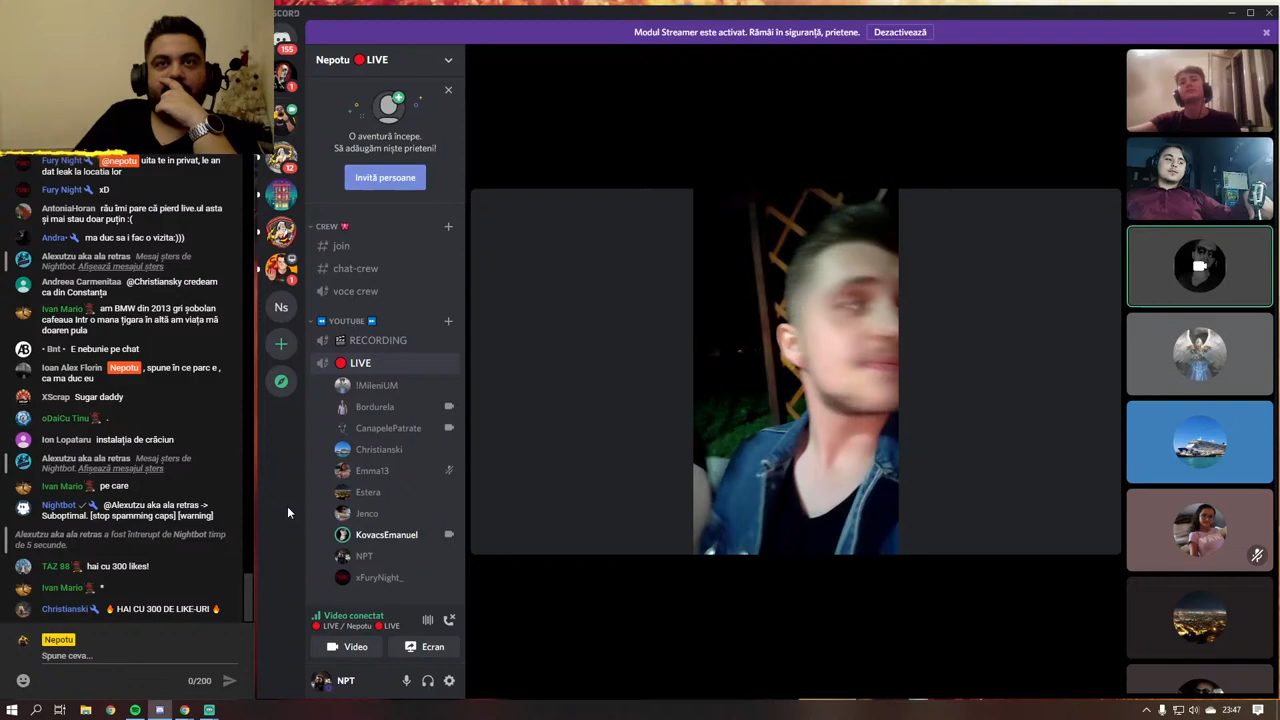 SCORD
Modul Streamer este activat. Rămâi în siguranță, prietene.
Dezactivează
155
1
12
1
Ns
Nepotu 🔴LIVE
O aventură începe.
Să adăugăm niște prieteni!
Invită persoane
CREW
join
chat-crew
voce crew
YOUTUBE
RECORDING
LIVE
!MileniUM
Bordurela
CanapelePatrate
Christianski
Emma13
Estera
Jenco
KovacsEmanuel
NPT
xFuryNight_
Video conectat
🔴 LIVE / Nepotu 🔴LIVE
Video
Ecran
NPT
Fury Night @nepotu uita te in privat, le an
dat leak la locatia lor
Fury Night xD
AntoniaHoran rău îmi pare că pierd live.ul asta
și mai stau doar puțin :(
Andra• ma duc sa i fac o vizita:)))
Alexutzu aka ala retras Mesaj șters de
Nightbot. Afișează mesajul șters
Andreea Carmenitaa @Christiansky credeam
ca din Constanța
Ivan Mario am BMW din 2013 gri șobolan
cafeaua Intr o mana țigara în altă am viața mă
doare pula
• Bnt • E nebunie pe chat
Ioan Alex Florin Nepotu , spune în ce parc e ,
ca ma duc eu
XScrap Sugar daddy
oDaiCu Tinu .
Ion Lopataru instalația de crăciun
Alexutzu aka ala retras Mesaj șters de
Nightbot. Afișează mesajul șters
Ivan Mario pe care
Nightbot ✓ @Alexutzu aka ala retras ->
Suboptimal. [stop spamming caps] [warning]
Alexutzu aka ala retras a fost întrerupt de Nightbot timp
de 5 secunde.
TAZ 88 hai cu 300 likes!
Ivan Mario *
Christianski 🔥 HAI CU 300 DE LIKE-URI 🔥
Nepotu
Spune ceva...
0/200
23:47